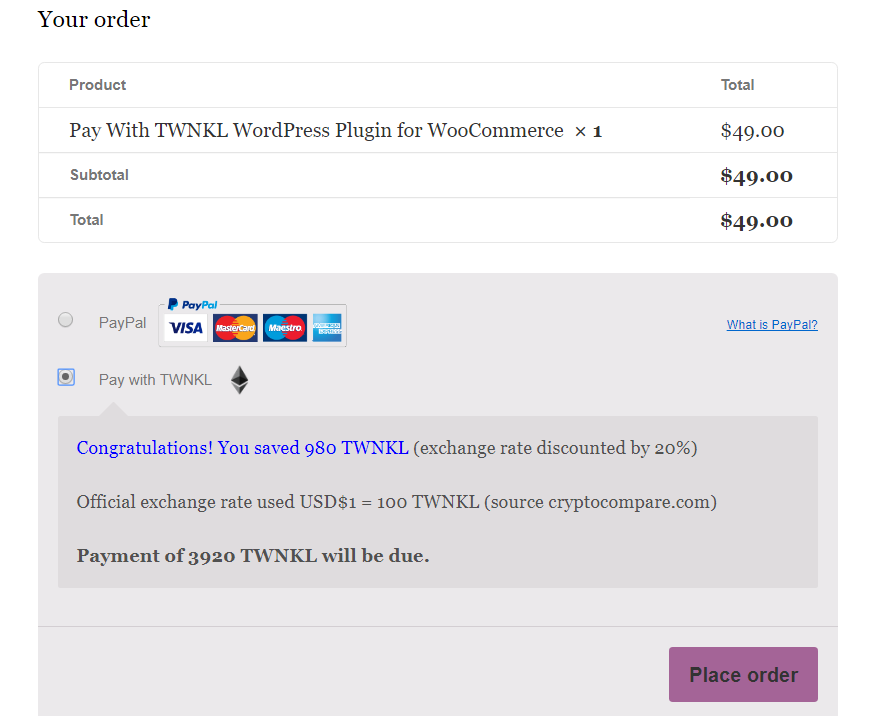 Your order
Product Total
Pay With TWNKL WordPress Plugin for WooCommerce × 1 $49.00
Subtotal $49.00
Total $49.00
PayPal
PayPal VISA MasterCard Maestro
What is PayPal?
Pay with TWNKL
Congratulations! You saved 980 TWNKL (exchange rate discounted by 20%)
Official exchange rate used USD$1 = 100 TWNKL (source cryptocompare.com)
Payment of 3920 TWNKL will be due.
Place order